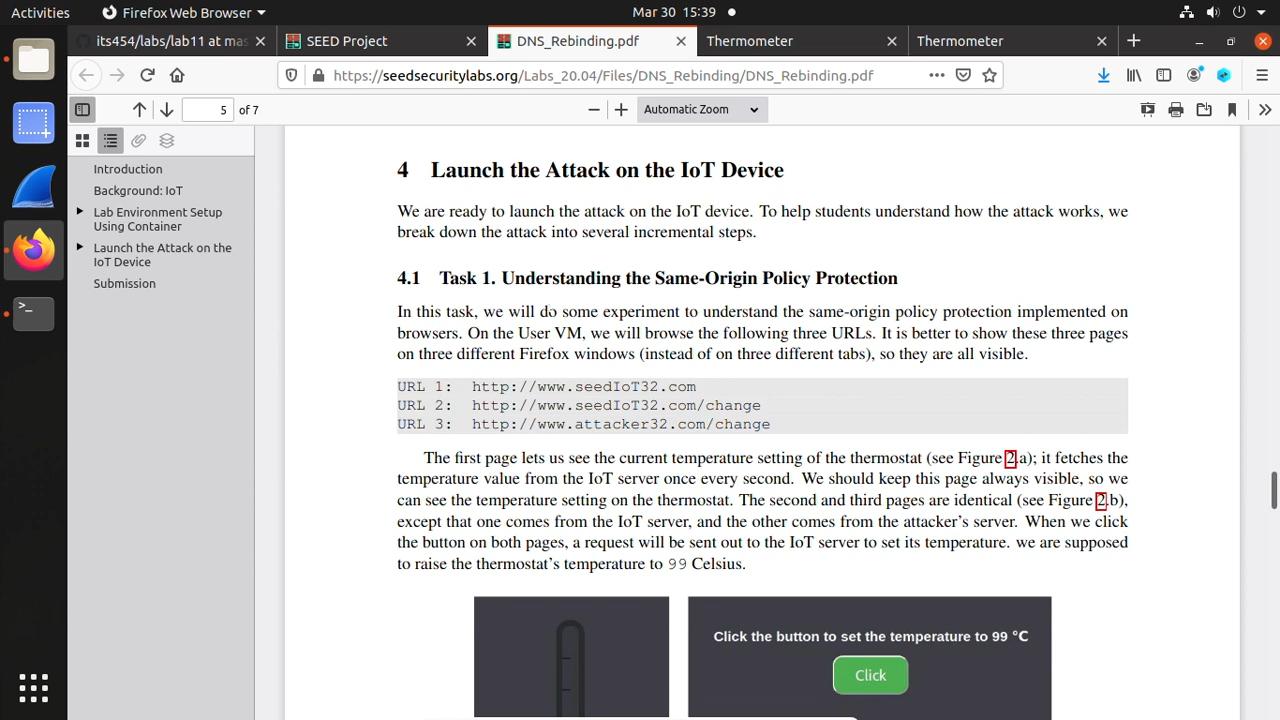 Activities
Firefox Web Browser
Mar 30 15:39
its454/labs/lab11 at mas
SEED Project
DNS_Rebinding.pdf
Thermometer
Thermometer
https://seedsecuritylabs.org/Labs_20.04/Files/DNS_Rebinding/DNS_Rebinding.pdf
5
of 7
Automatic Zoom
Introduction
Background: IoT
Lab Environment Setup
Using Container
Launch the Attack on the
IoT Device
Submission
4 Launch the Attack on the IoT Device
We are ready to launch the attack on the IoT device. To help students understand how the attack works, we
break down the attack into several incremental steps.
4.1 Task 1. Understanding the Same-Origin Policy Protection
In this task, we will do some experiment to understand the same-origin policy protection implemented on
browsers. On the User VM, we will browse the following three URLs. It is better to show these three pages
on three different Firefox windows (instead of on three different tabs), so they are all visible.
URL 1: http://www.seedIoT32.com
URL 2: http://www.seedIoT32.com/change
URL 3: http://www.attacker32.com/change
The first page lets us see the current temperature setting of the thermostat (see Figure 2.a); it fetches the
temperature value from the IoT server once every second. We should keep this page always visible, so we
can see the temperature setting on the thermostat. The second and third pages are identical (see Figure 2.b),
except that one comes from the IoT server, and the other comes from the attacker's server. When we click
the button on both pages, a request will be sent out to the IoT server to set its temperature. we are supposed
to raise the thermostat's temperature to 99 Celsius.
Click the button to set the temperature to 99 °C
Click